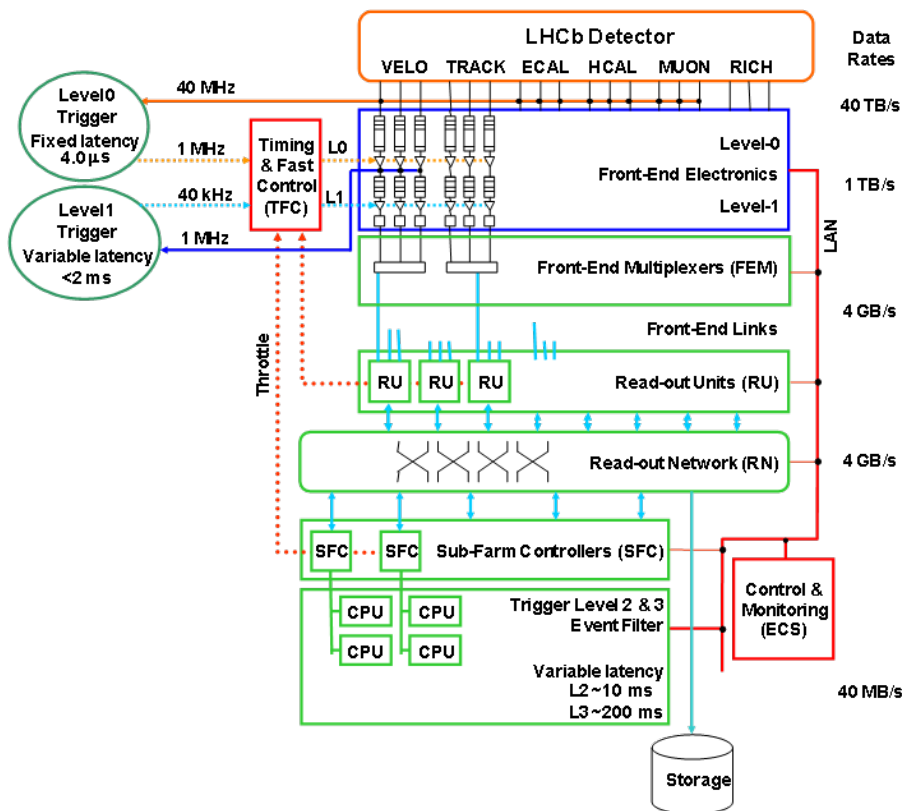 LHCb Detector
VELO TRACK ECAL HCAL MUON RICH
Data
Rates
40 MHz
40 TB/s
Level0
Trigger
Fixed latency
4.0 µs
1 MHz
Timing
& Fast
Control
(TFC)
L0
Level-0
Front-End Electronics
Level-1
1 TB/s
40 kHz
L1
Level1
Trigger
Variable latency
<2 ms
1 MHz
LAN
Front-End Multiplexers (FEM)
4 GB/s
Front-End Links
Throttle
RU
RU
RU
Read-out Units (RU)
Read-out Network (RN)
4 GB/s
SFC
SFC
Sub-Farm Controllers (SFC)
Control &
Monitoring
(ECS)
CPU
CPU
CPU
CPU
Trigger Level 2 & 3
Event Filter
Variable latency
L2~10 ms
L3~200 ms
40 MB/s
Storage